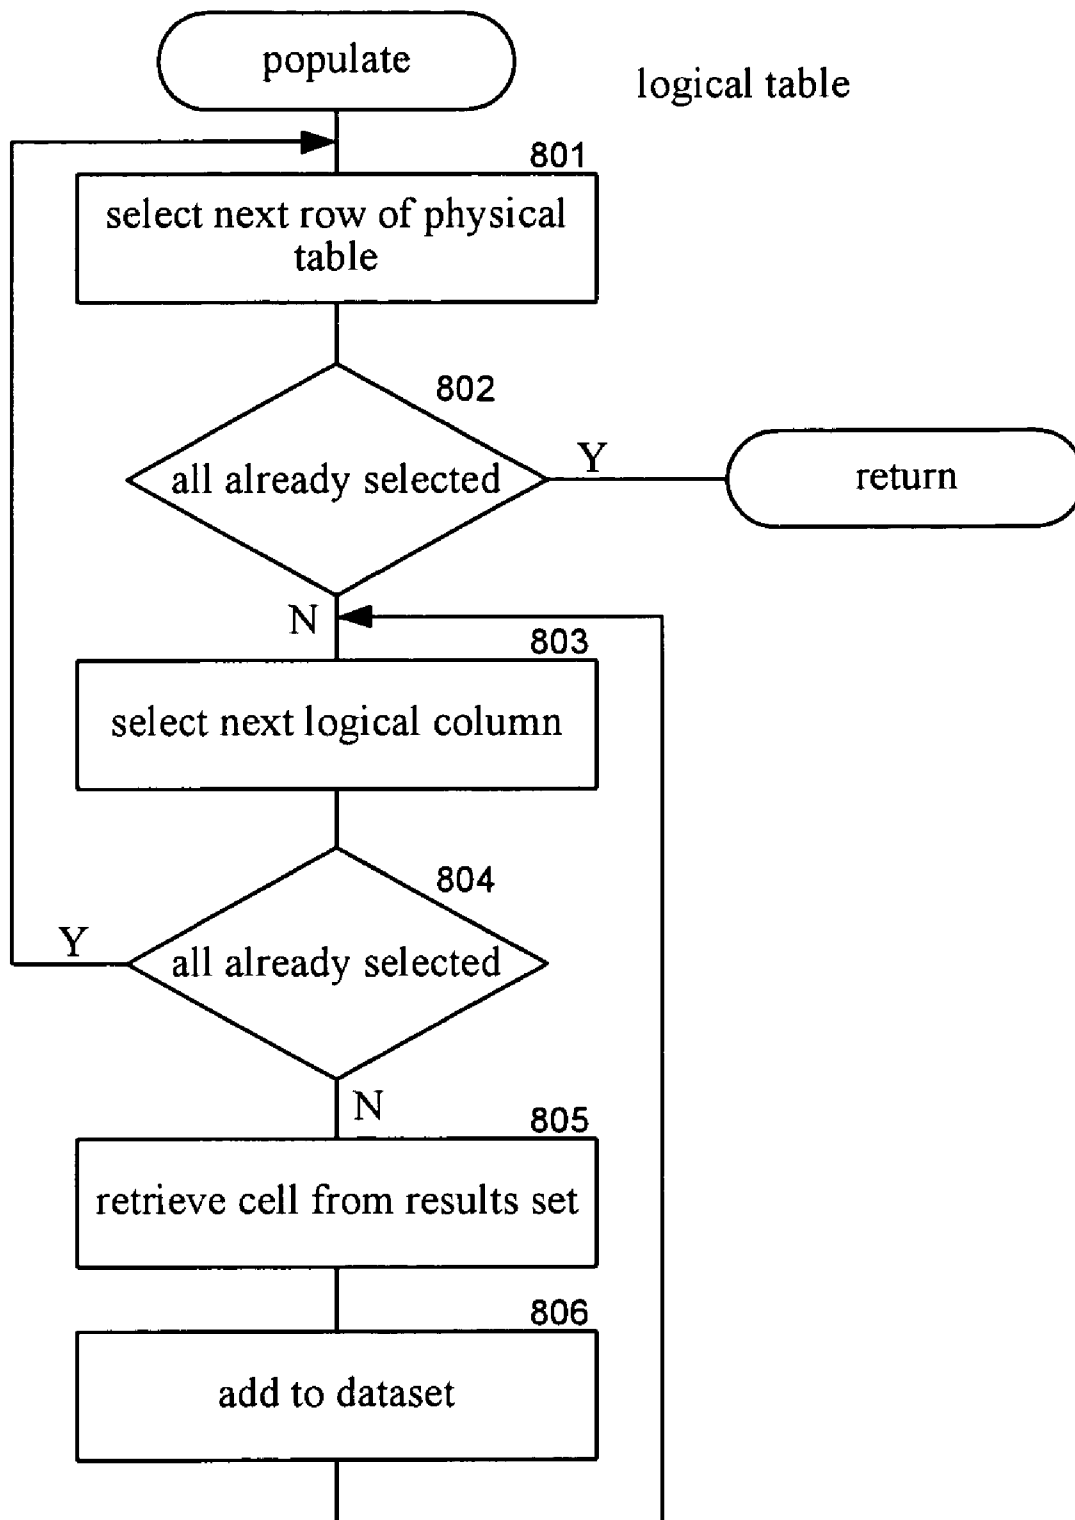 populate
logical table
801
select next row of physical
table
802
all already selected
Y
return
N
803
select next logical column
804
all already selected
Y
N
805
retrieve cell from results set
806
add to dataset